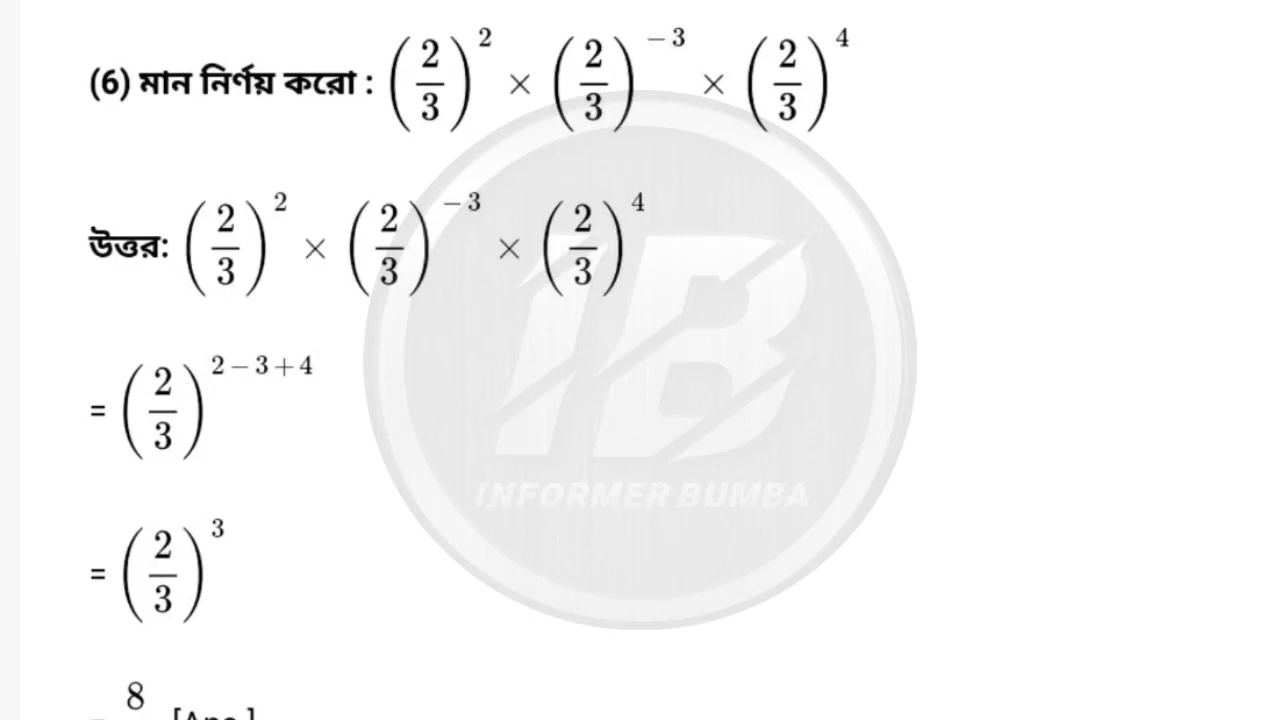 (6) মান নির্ণয় করো : (2/3)^2 × (2/3)^-3 × (2/3)^4
উত্তর: (2/3)^2 × (2/3)^-3 × (2/3)^4
= (2/3)^2-3+4
INFORMER BUMBA
= (2/3)^3
8